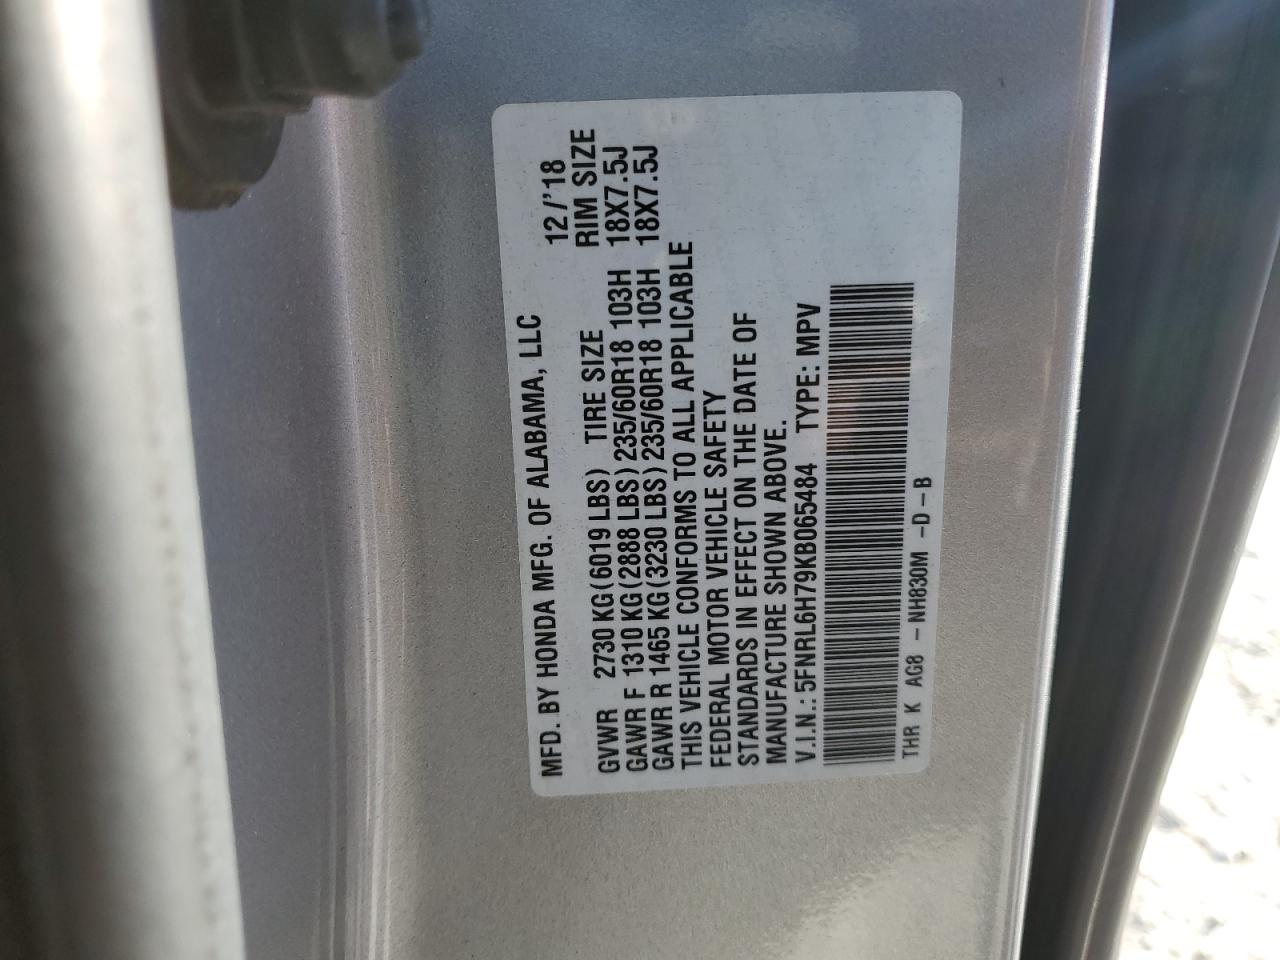 MFD. BY HONDA MFG. OF ALABAMA, LLC 12/'18
GVWR 2730 KG(6019 LBS) TIRE SIZE RIM SIZE
GAWR F 1310 KG(2888 LBS) 235/60R18 103H 18X7.5J
GAWR R 1465 KG(3230 LBS) 235/60R18 103H 18X7.5J
THIS VEHICLE CONFORMS TO ALL APPLICABLE
FEDERAL MOTOR VEHICLE SAFETY
STANDARDS IN EFFECT ON THE DATE OF
MANUFACTURE SHOWN ABOVE.
V.I.N.: 5FNRL6H79KB065484 TYPE: MPV
THR K AG8 -NH830M -D-B